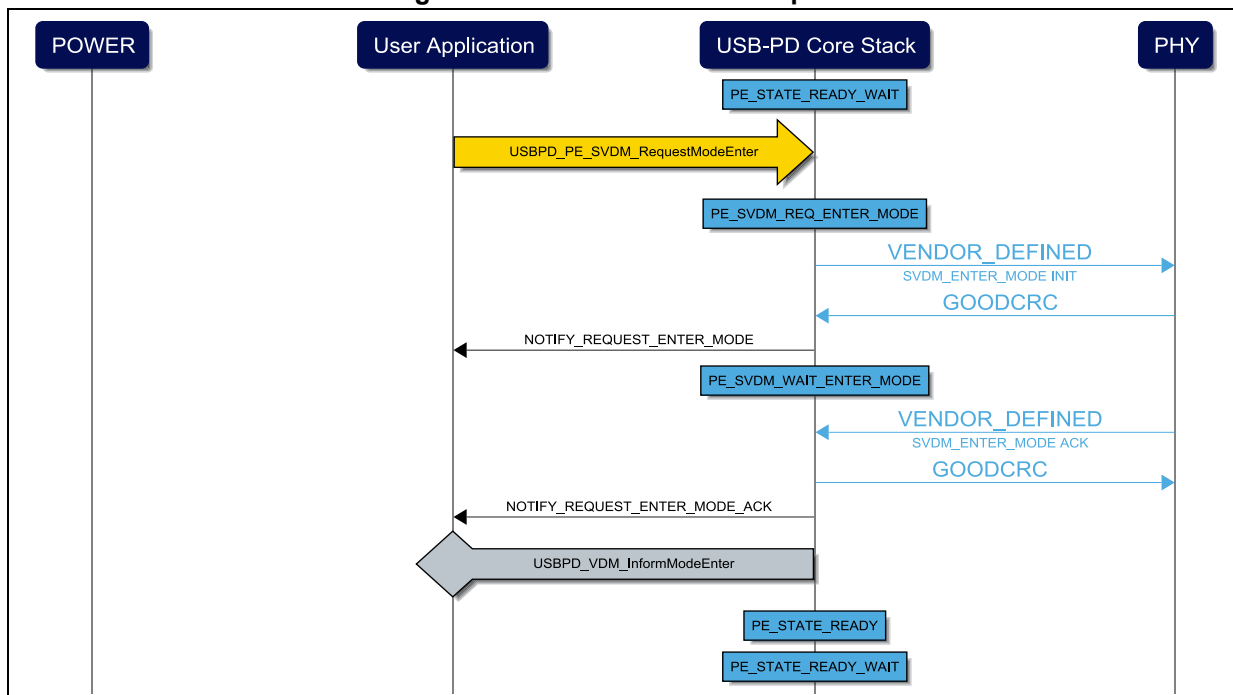 POWER
User Application
USB-PD Core Stack
PHY
PE_STATE_READY_WAIT
USBPD_PE_SVDM_RequestModeEnter
PE_SVDM_REQ_ENTER_MODE
VENDOR_DEFINED
SVDM_ENTER_MODE INIT
GOODCRC
NOTIFY_REQUEST_ENTER_MODE
PE_SVDM_WAIT_ENTER_MODE
VENDOR_DEFINED
SVDM_ENTER_MODE ACK
GOODCRC
NOTIFY_REQUEST_ENTER_MODE_ACK
USBPD_VDM_InformModeEnter
PE_STATE_READY
PE_STATE_READY_WAIT